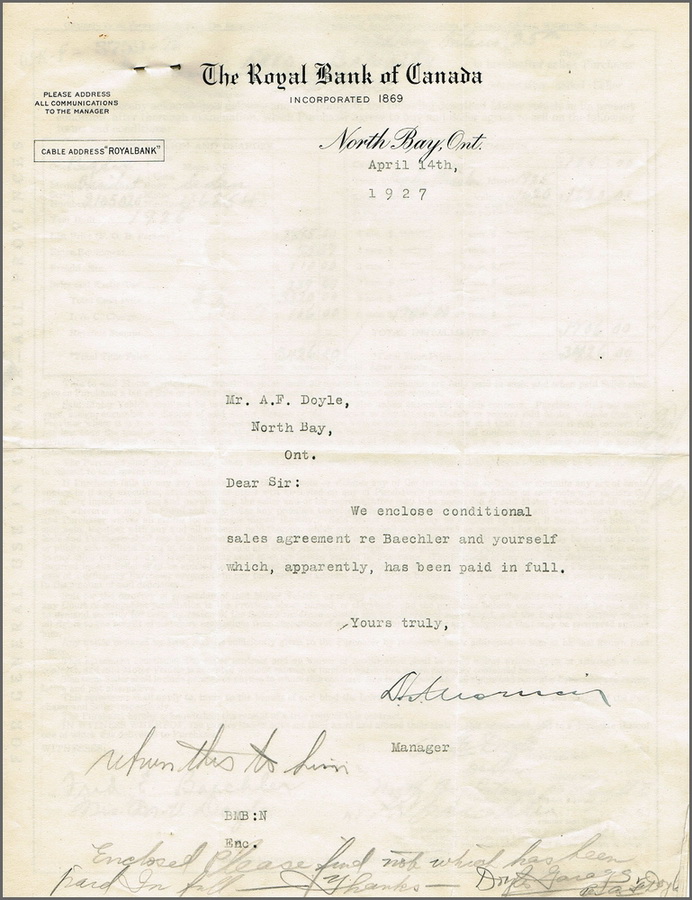 The Royal Bank of Canada
INCORPORATED 1869
PLEASE ADDRESS
ALL COMMUNICATIONS
TO THE MANAGER
CABLE ADDRESS "ROYALBANK"
North Bay, Ont.
April 14th,
1927
Mr. A.F. Doyle,
North Bay,
Ont.
Dear Sir:
We enclose conditional
sales agreement re Baechler and yourself
which, apparently, has been paid in full.
Yours truly,
Manager
return this to him
BMB:N
Enc.
Enclosed Please find not which has been
paid In full — Thanks —